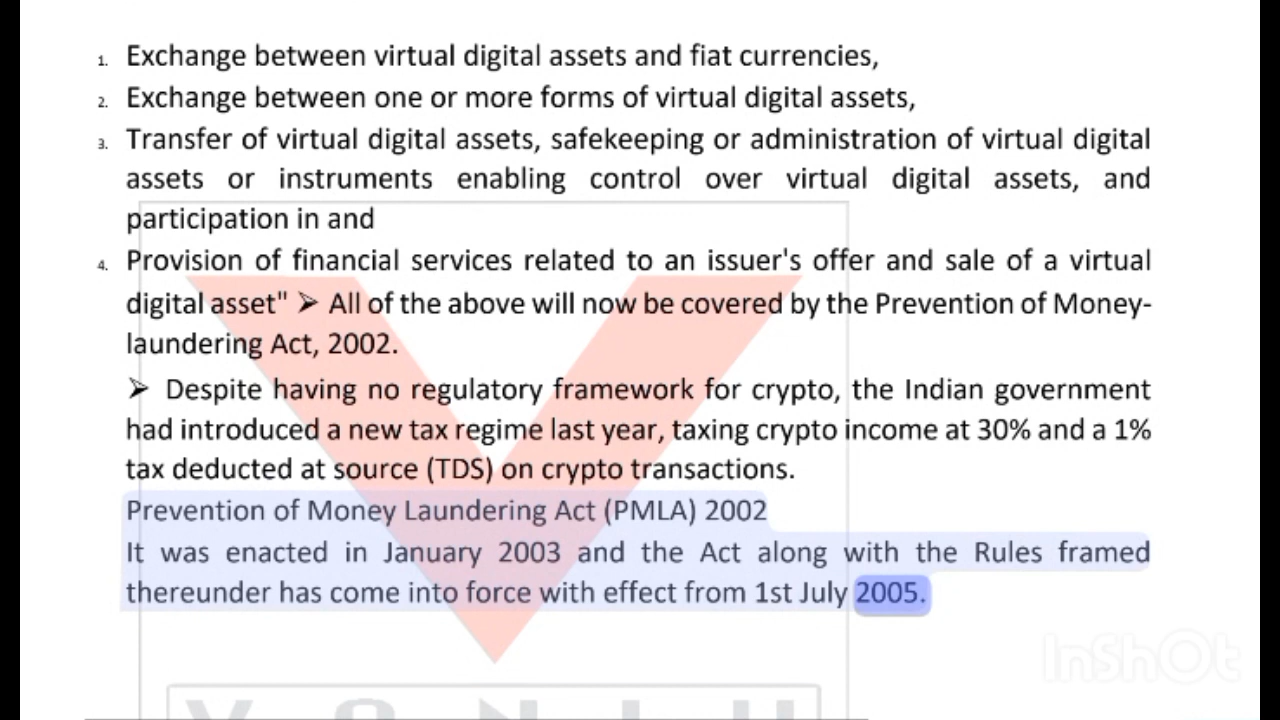 1. Exchange between virtual digital assets and fiat currencies,
2. Exchange between one or more forms of virtual digital assets,
3. Transfer of virtual digital assets, safekeeping or administration of virtual digital
assets or instruments enabling control over virtual digital assets, and
participation in and
4. Provision of financial services related to an issuer's offer and sale of a virtual
digital asset" ➢ All of the above will now be covered by the Prevention of Money-
laundering Act, 2002.
➢ Despite having no regulatory framework for crypto, the Indian government
had introduced a new tax regime last year, taxing crypto income at 30% and a 1%
tax deducted at source (TDS) on crypto transactions.
Prevention of Money Laundering Act (PMLA) 2002
It was enacted in January 2003 and the Act along with the Rules framed
thereunder has come into force with effect from 1st July 2005.
InShOt